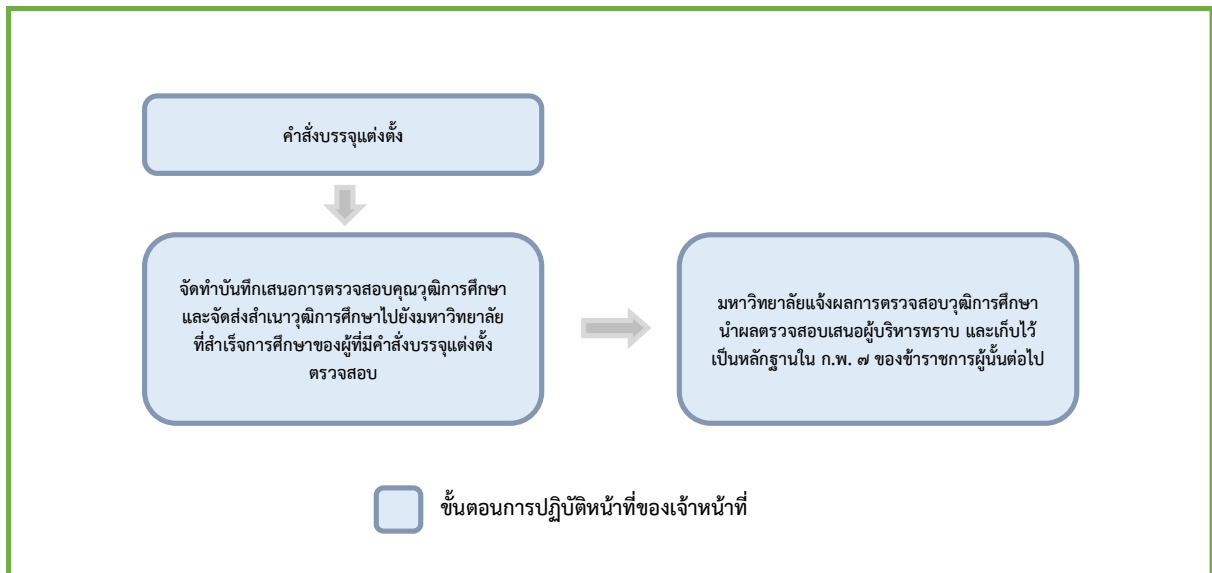 คำสั่งบรรจุแต่งตั้ง
จัดทำบันทึกเสนอการตรวจสอบคุณวุฒิการศึกษา
และจัดส่งสำเนาวุฒิการศึกษาไปยังมหาวิทยาลัย
ที่สำเร็จการศึกษาของผู้ที่มีคำสั่งบรรจุแต่งตั้ง
ตรวจสอบ
มหาวิทยาลัยแจ้งผลการตรวจสอบวุฒิการศึกษา
นำผลตรวจสอบเสนอผู้บริหารทราบ และเก็บไว้
เป็นหลักฐานใน ก.พ. ๗ ของข้าราชการผู้นั้นต่อไป
ขั้นตอนการปฏิบัติหน้าที่ของเจ้าหน้าที่